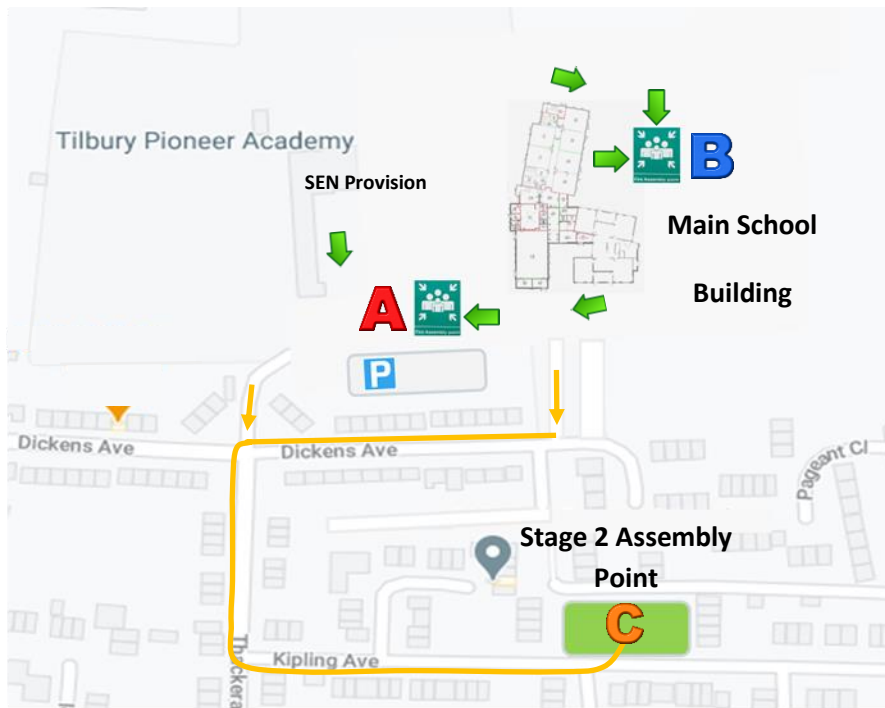 Tilbury Pioneer Academy
SEN Provision
B
Main School
Building
A
P
Dickens Ave
Dickens Ave
Pageant Cl
Stage 2 Assembly
Point
C
Kipling Ave